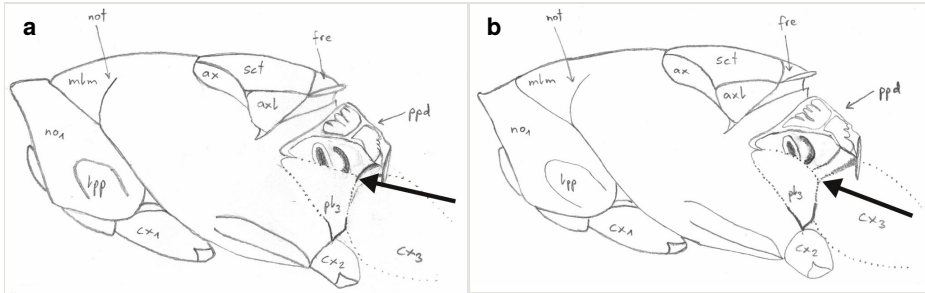 a
not
fre
mlm
ax
sct
axl
ppd
no1
lpp
pl3
cx1
cx2
cx3
b
not
fre
mlm
ax
sct
axl
ppd
no1
lpp
pl3
cx1
cx2
cx3